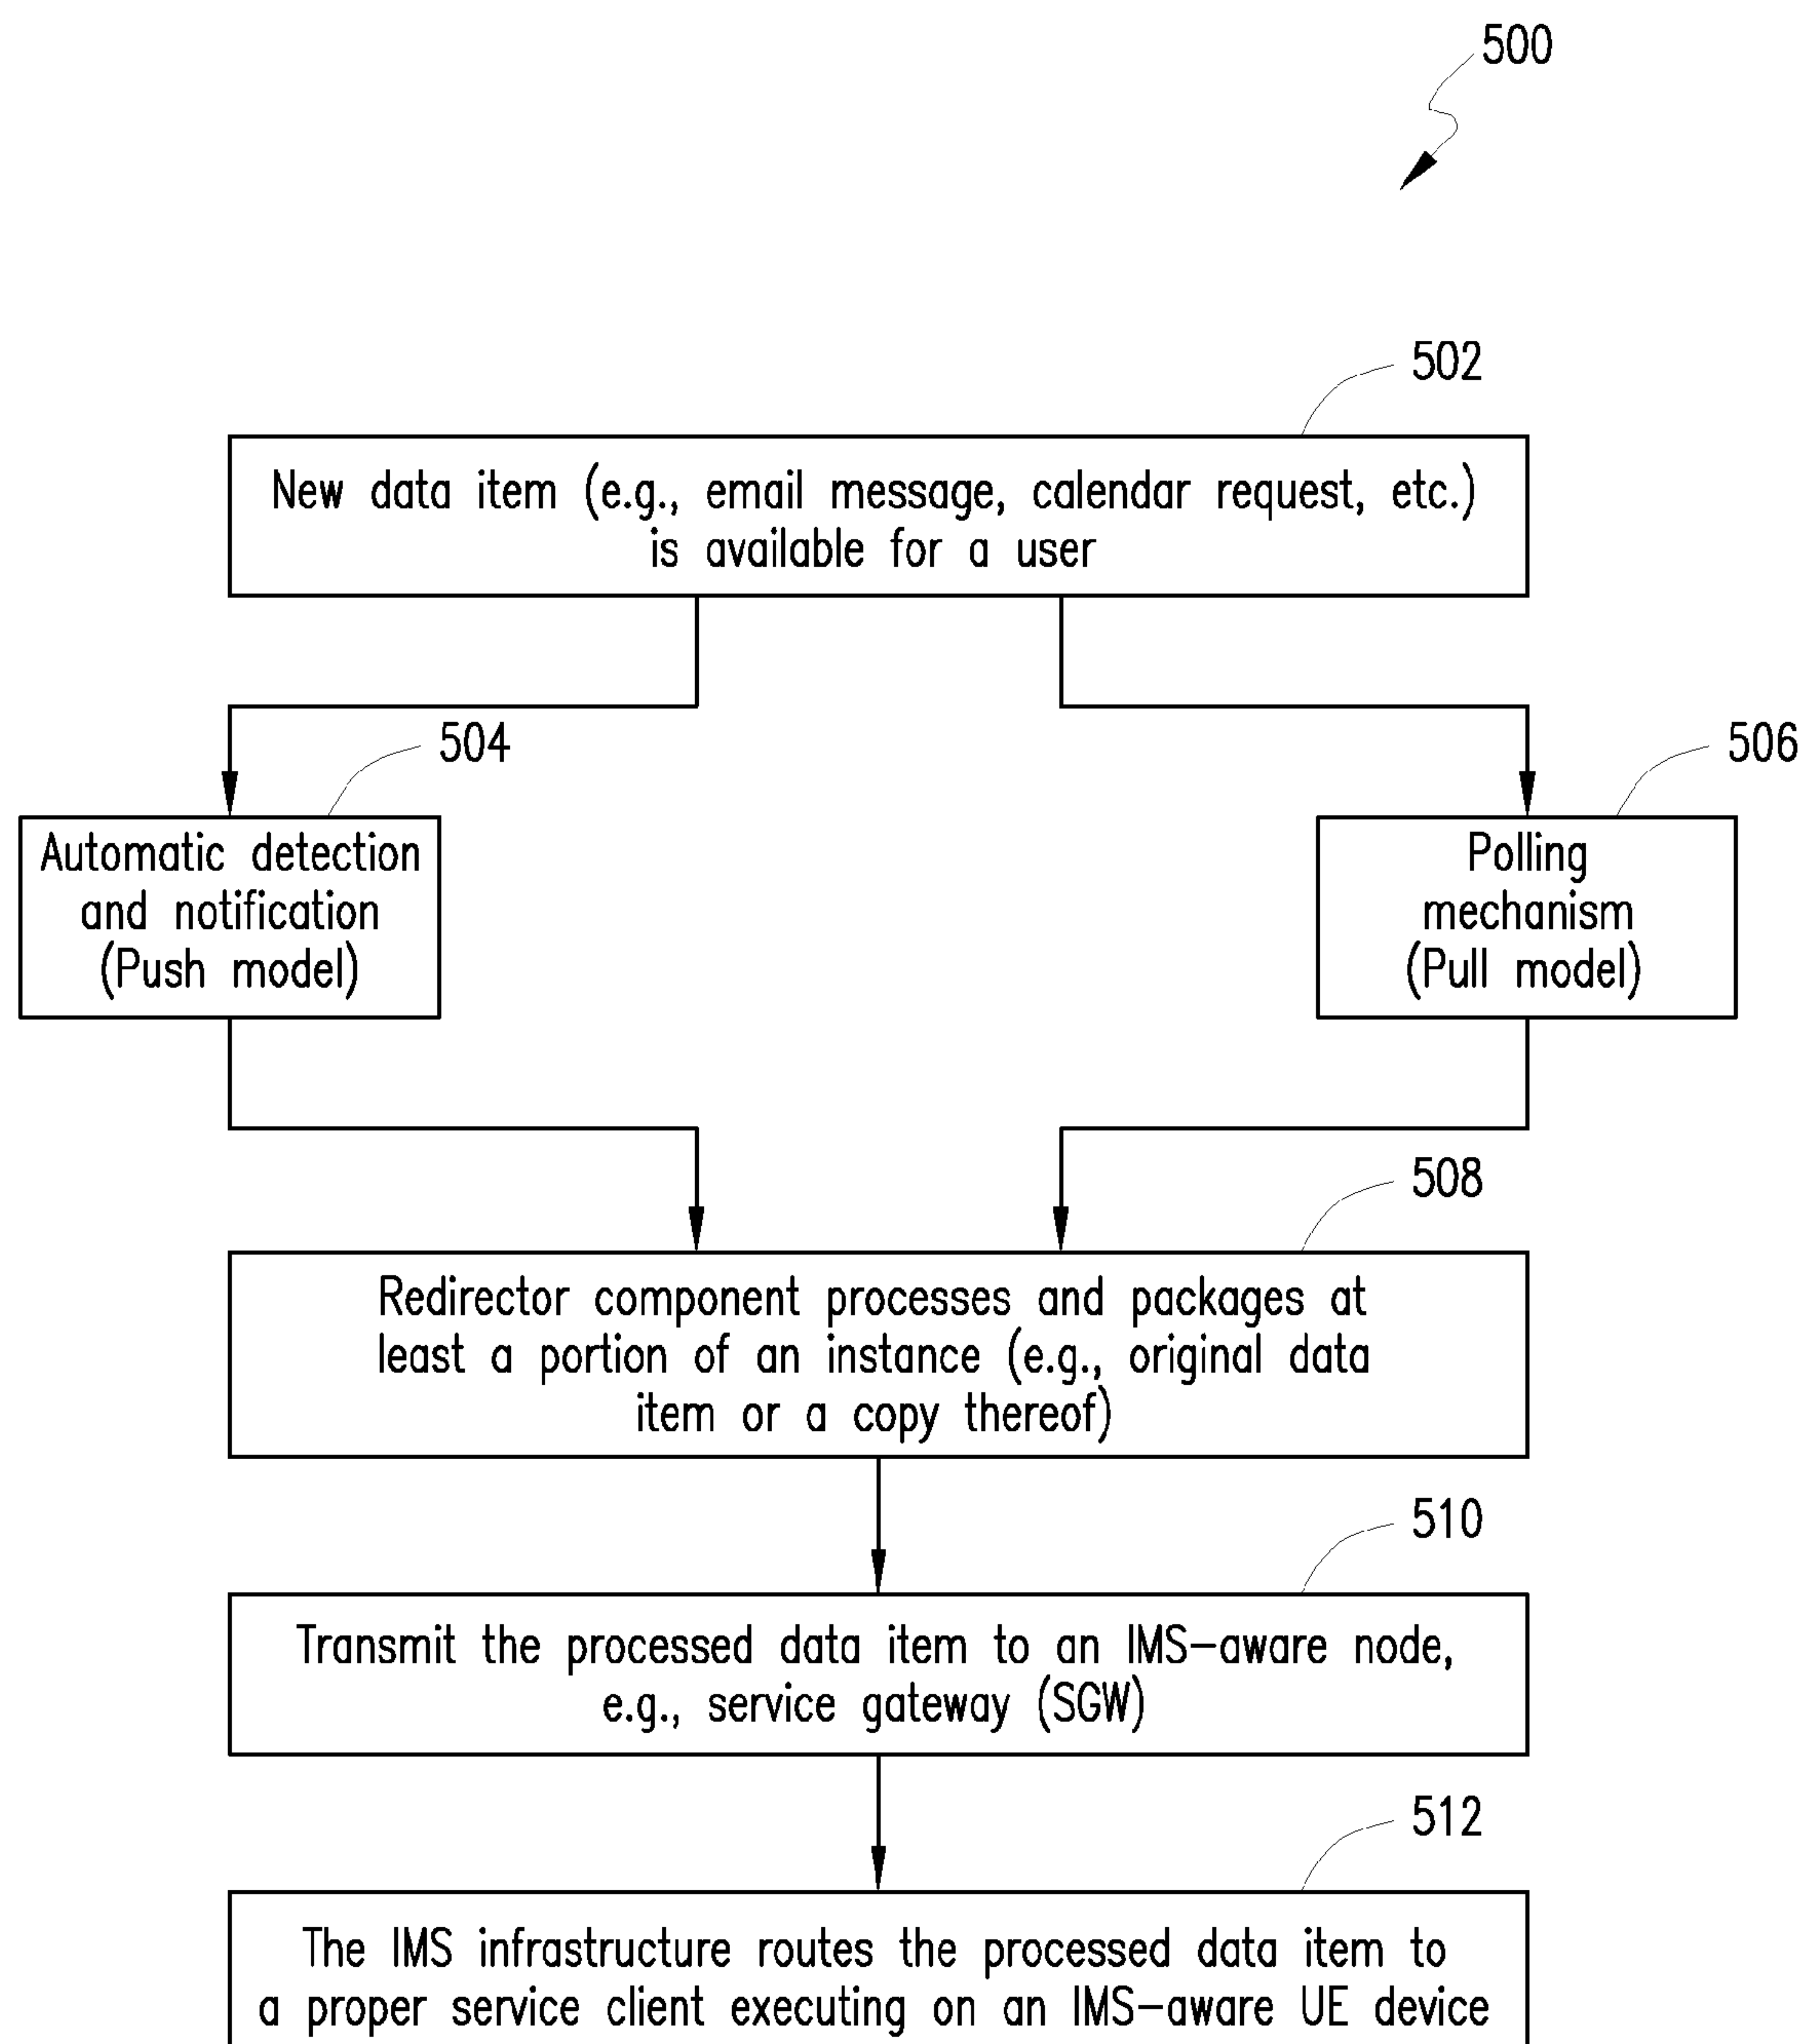 500
502
New data item (e.g., email message, calendar request, etc.)
is available for a user
504
506
Automatic detection
and notification
(Push model)
Polling
mechanism
(Pull model)
508
Redirector component processes and packages at
least a portion of an instance (e.g., original data
item or a copy thereof)
510
Transmit the processed data item to an IMS-aware node,
e.g., service gateway (SGW)
512
The IMS infrastructure routes the processed data item to
a proper service client executing on an IMS-aware UE device